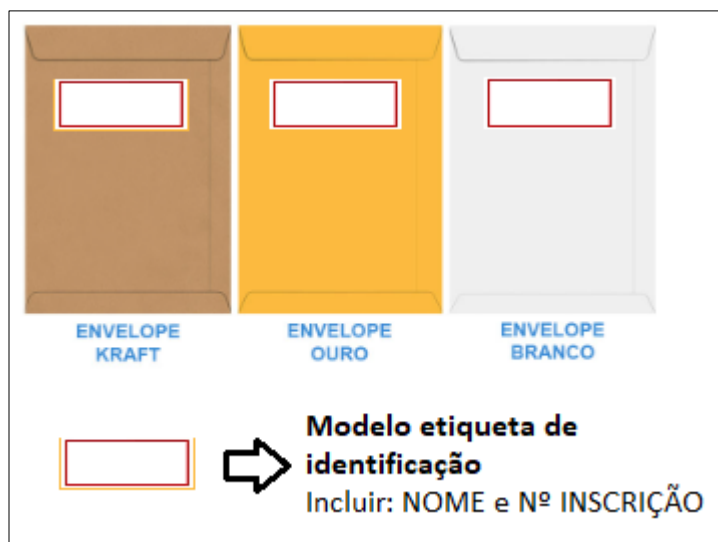 ENVELOPE
KRAFT
ENVELOPE
OURO
ENVELOPE
BRANCO
Modelo etiqueta de
identificação
Incluir: NOME e Nº INSCRIÇÃO